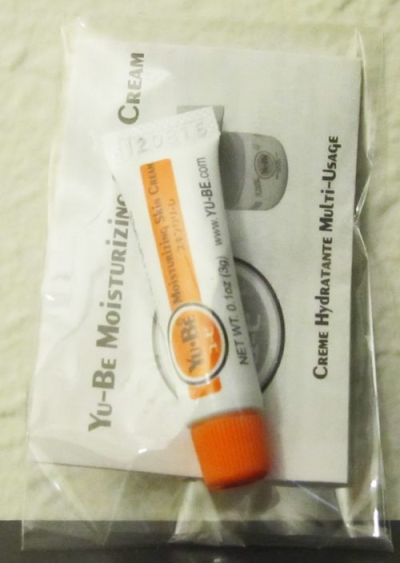 Yu-Be Moisturizing Cream
Creme Hydratante Multi-Usage
Yu•Be
Moisturizing Skin Cream
NET WT. 0.1oz (3g) www.YU-BE.com